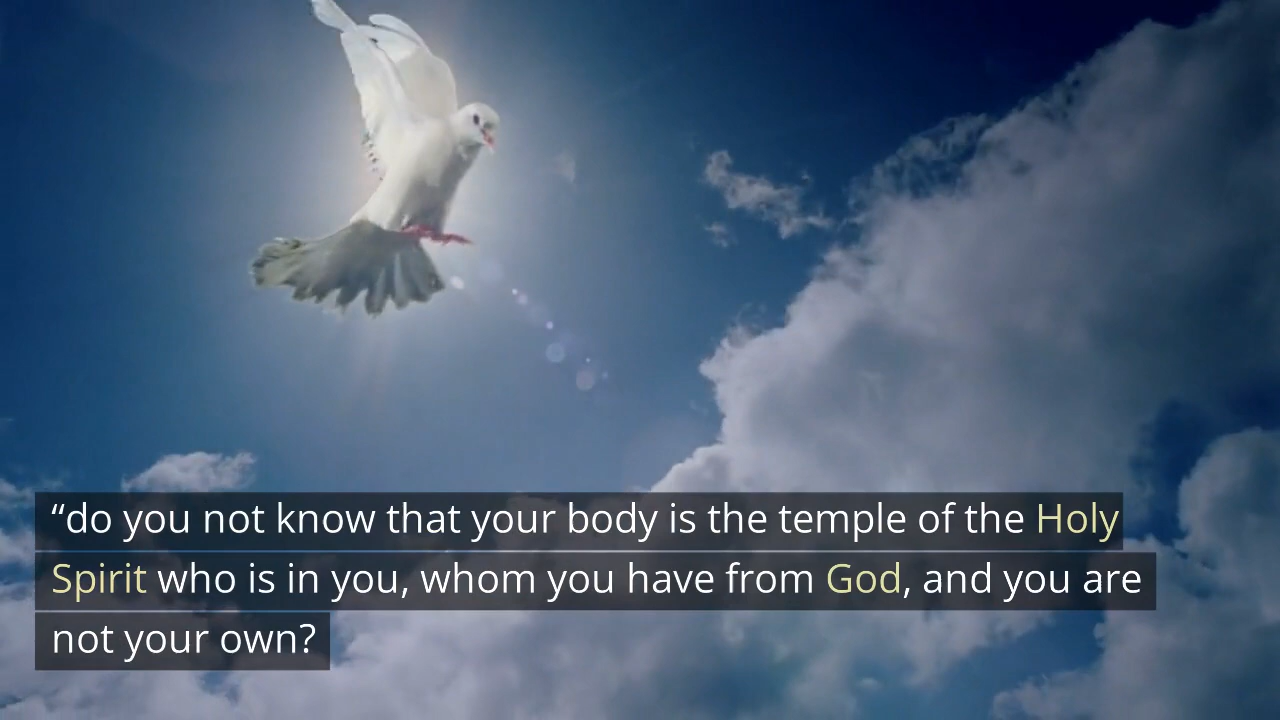 “do you not know that your body is the temple of the Holy
Spirit who is in you, whom you have from God, and you are
not your own?